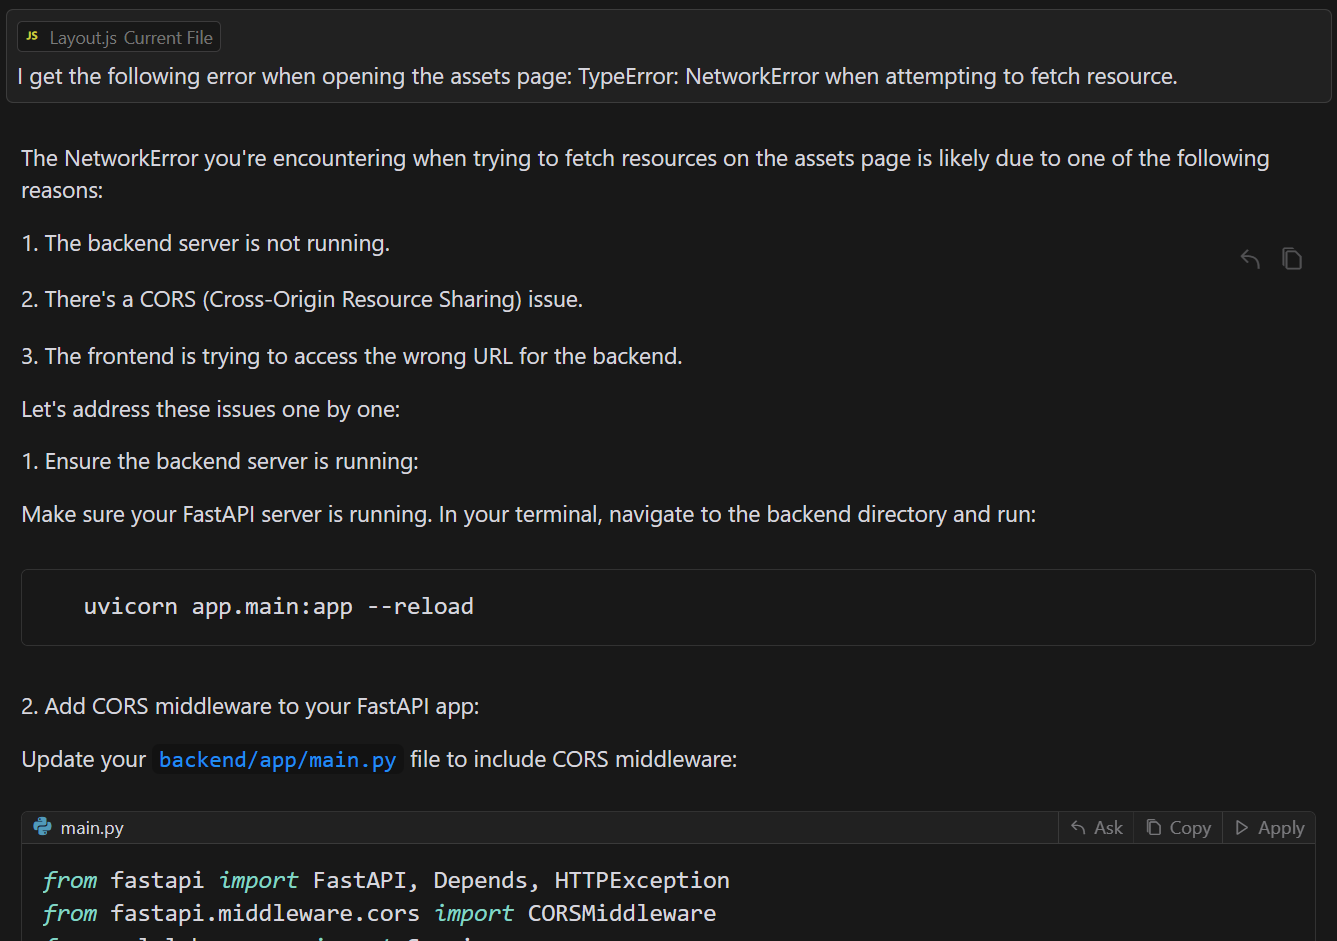 JS Layout.js Current File
I get the following error when opening the assets page: TypeError: NetworkError when attempting to fetch resource.
The NetworkError you're encountering when trying to fetch resources on the assets page is likely due to one of the following
reasons:
1. The backend server is not running.
2. There's a CORS (Cross-Origin Resource Sharing) issue.
3. The frontend is trying to access the wrong URL for the backend.
Let's address these issues one by one:
1. Ensure the backend server is running:
Make sure your FastAPI server is running. In your terminal, navigate to the backend directory and run:
uvicorn app.main:app --reload
2. Add CORS middleware to your FastAPI app:
Update your backend/app/main.py file to include CORS middleware:
main.py Ask Copy Apply
from fastapi import FastAPI, Depends, HTTPException
from fastapi.middleware.cors import CORSMiddleware